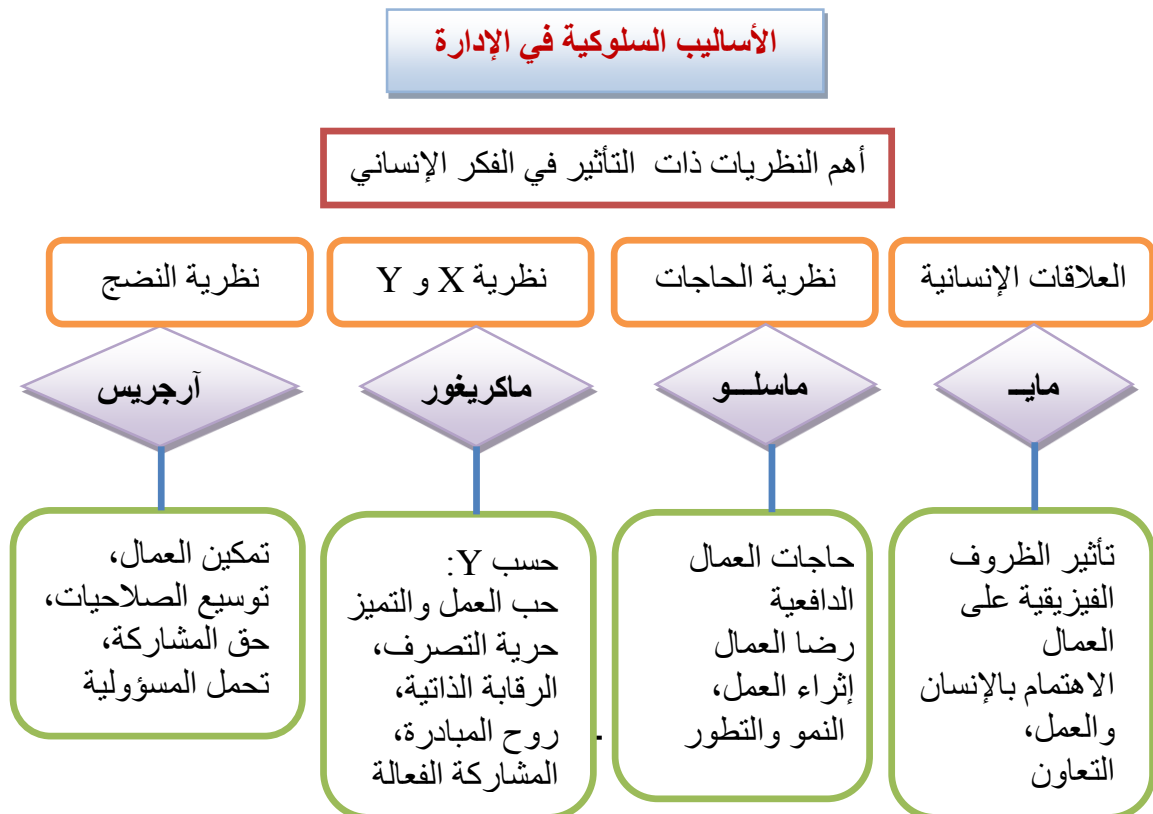 الأساليب السلوكية في الإدارة
أهم النظريات ذات التأثير في الفكر الإنساني
العلاقات الإنسانية
نظرية الحاجات
نظرية X و Y
نظرية النضج
مايــ
ماسلـــو
ماكريغور
آرجريس
تأثير الظروف
الفيزيقية على
العمال
الاهتمام بالإنسان
والعمل،
التعاون
حاجات العمال
الدافعية
رضا العمال
إثراء العمل،
النمو والتطور
حسب Y:
حب العمل والتميز
حرية التصرف،
الرقابة الذاتية،
روح المبادرة،
المشاركة الفعالة
تمكين العمال،
توسيع الصلاحيات،
حق المشاركة،
تحمل المسؤولية
.